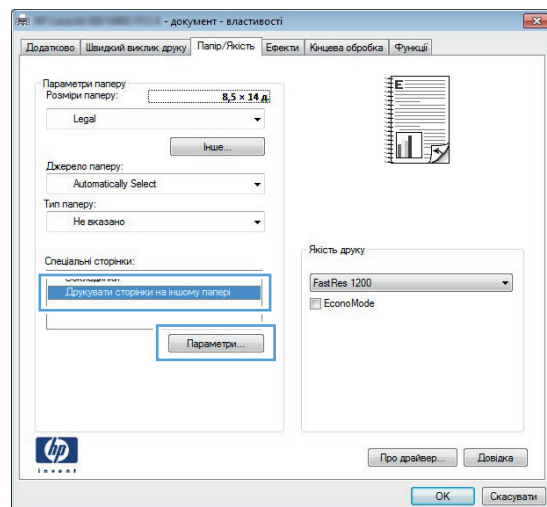 - документ - властивості
Додатково Швидкий виклик друку Папір/Якість Ефекти Кінцева обробка Функції
Параметри паперу
Розміри паперу: 8,5 × 14 д.
Legal
Інше...
Джерело паперу:
Automatically Select
Тип паперу:
Не вказано
Спеціальні сторінки:
Обкладинки
Друкувати сторінки на іншому папері
Параметри...
E
Якість друку
FastRes 1200
EconoMode
hp
invent
Про драйвер... Довідка
OK Скасувати